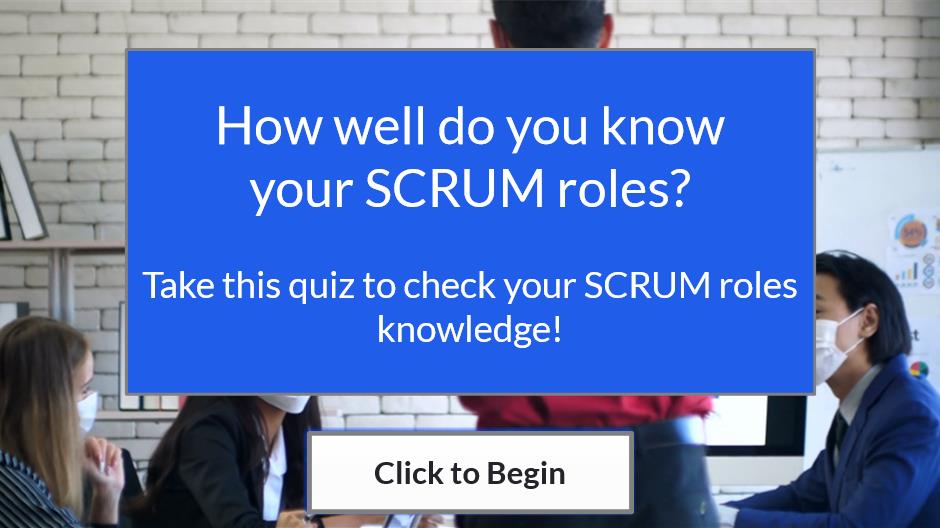 How well do you know
your SCRUM roles?
Take this quiz to check your SCRUM roles
knowledge!
Click to Begin